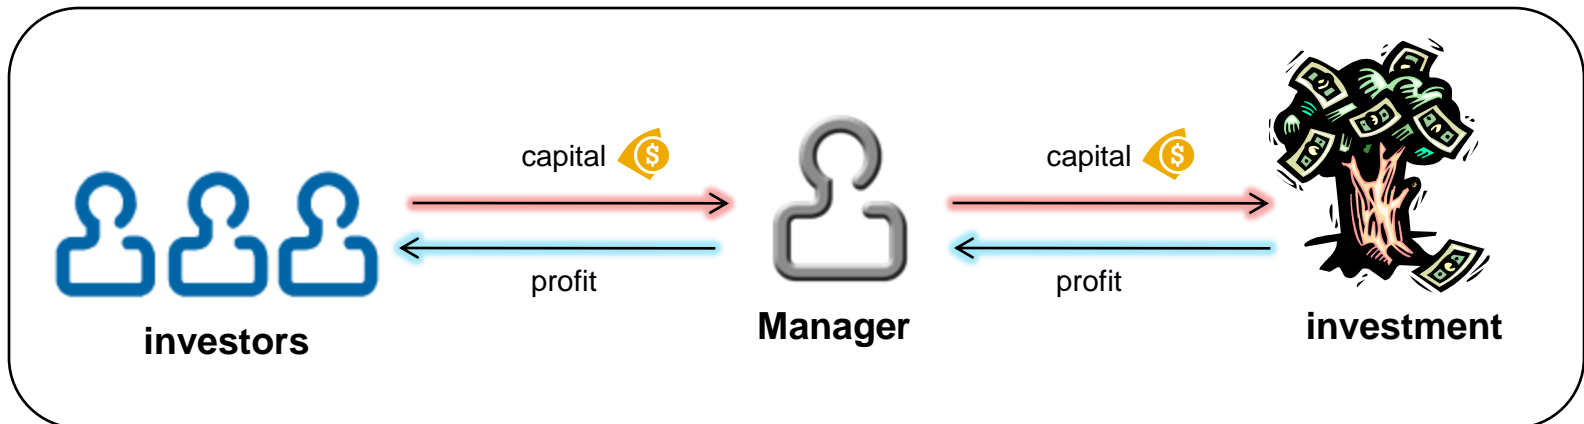 capital $
capital $
profit
profit
investors
Manager
investment